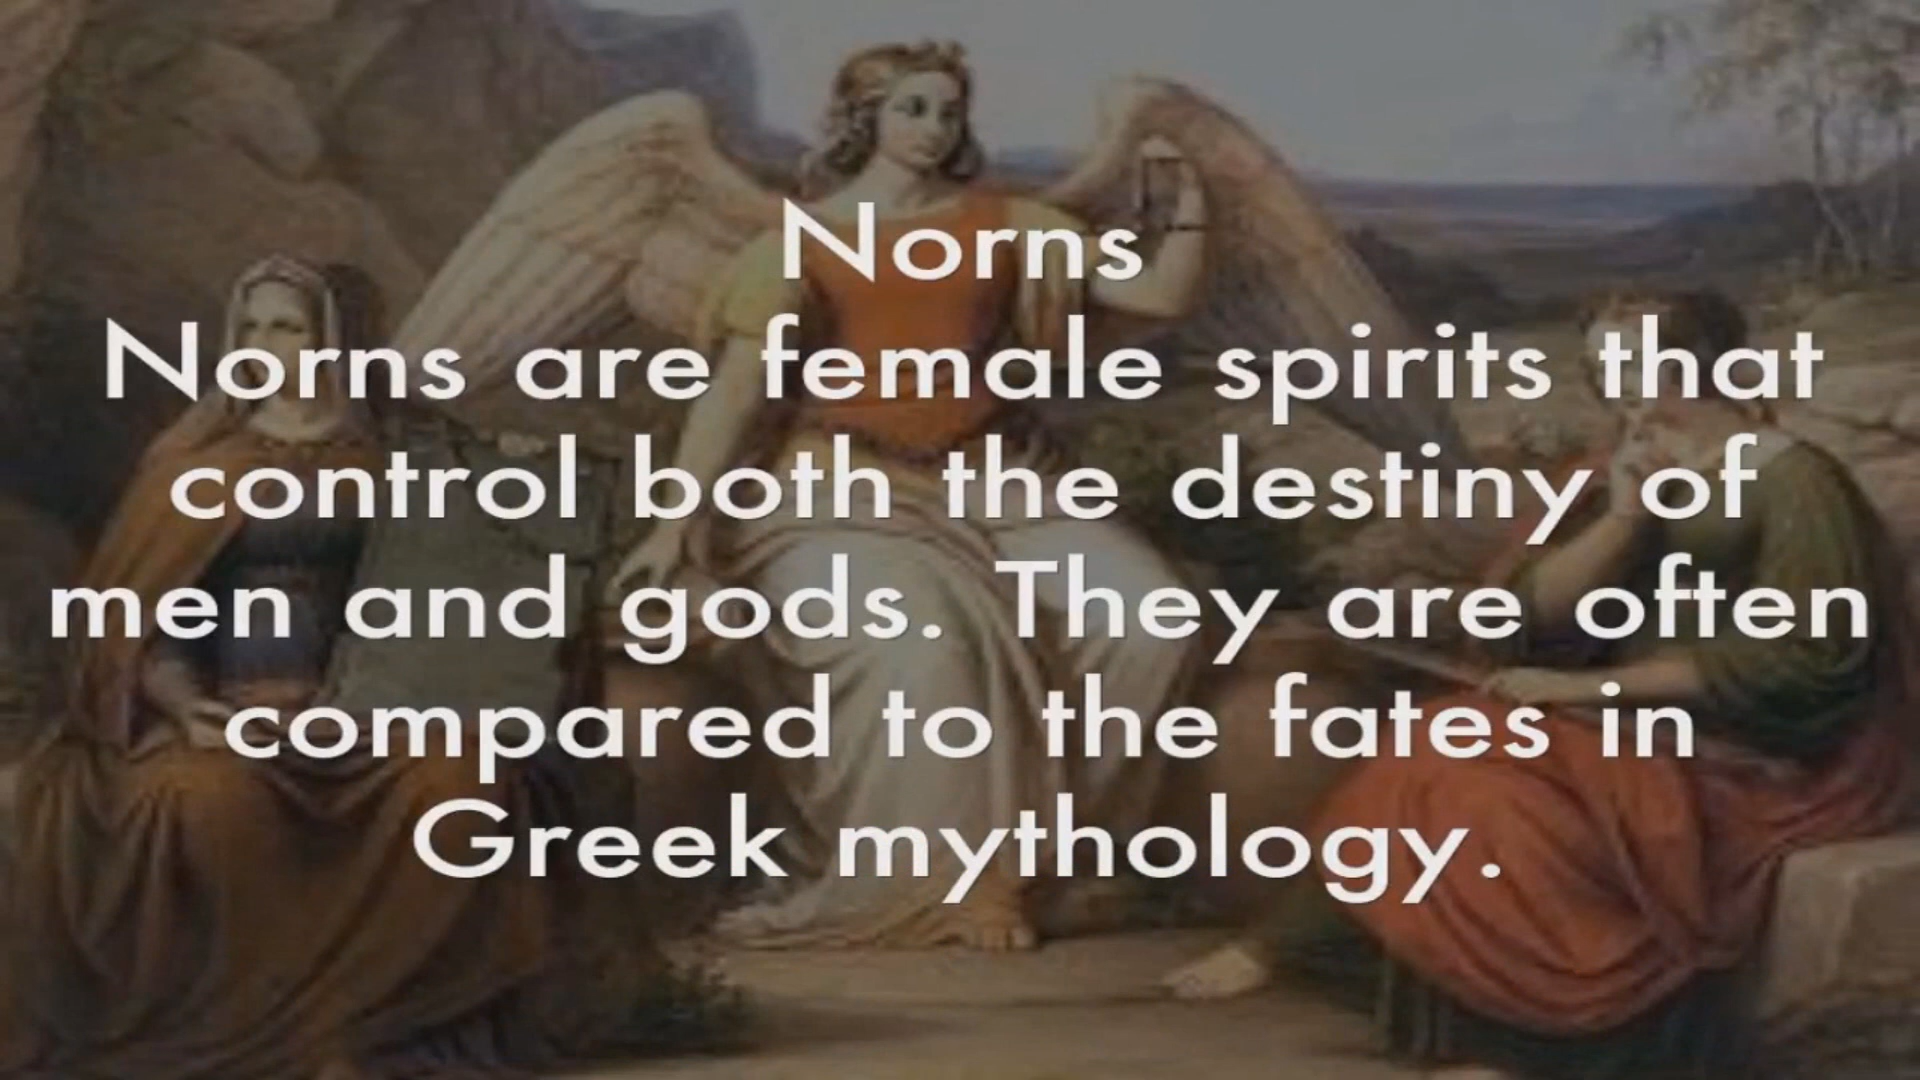 Norns
Norns are female spirits that
control both the destiny of
men and gods. They are often
compared to the fates in
Greek mythology.